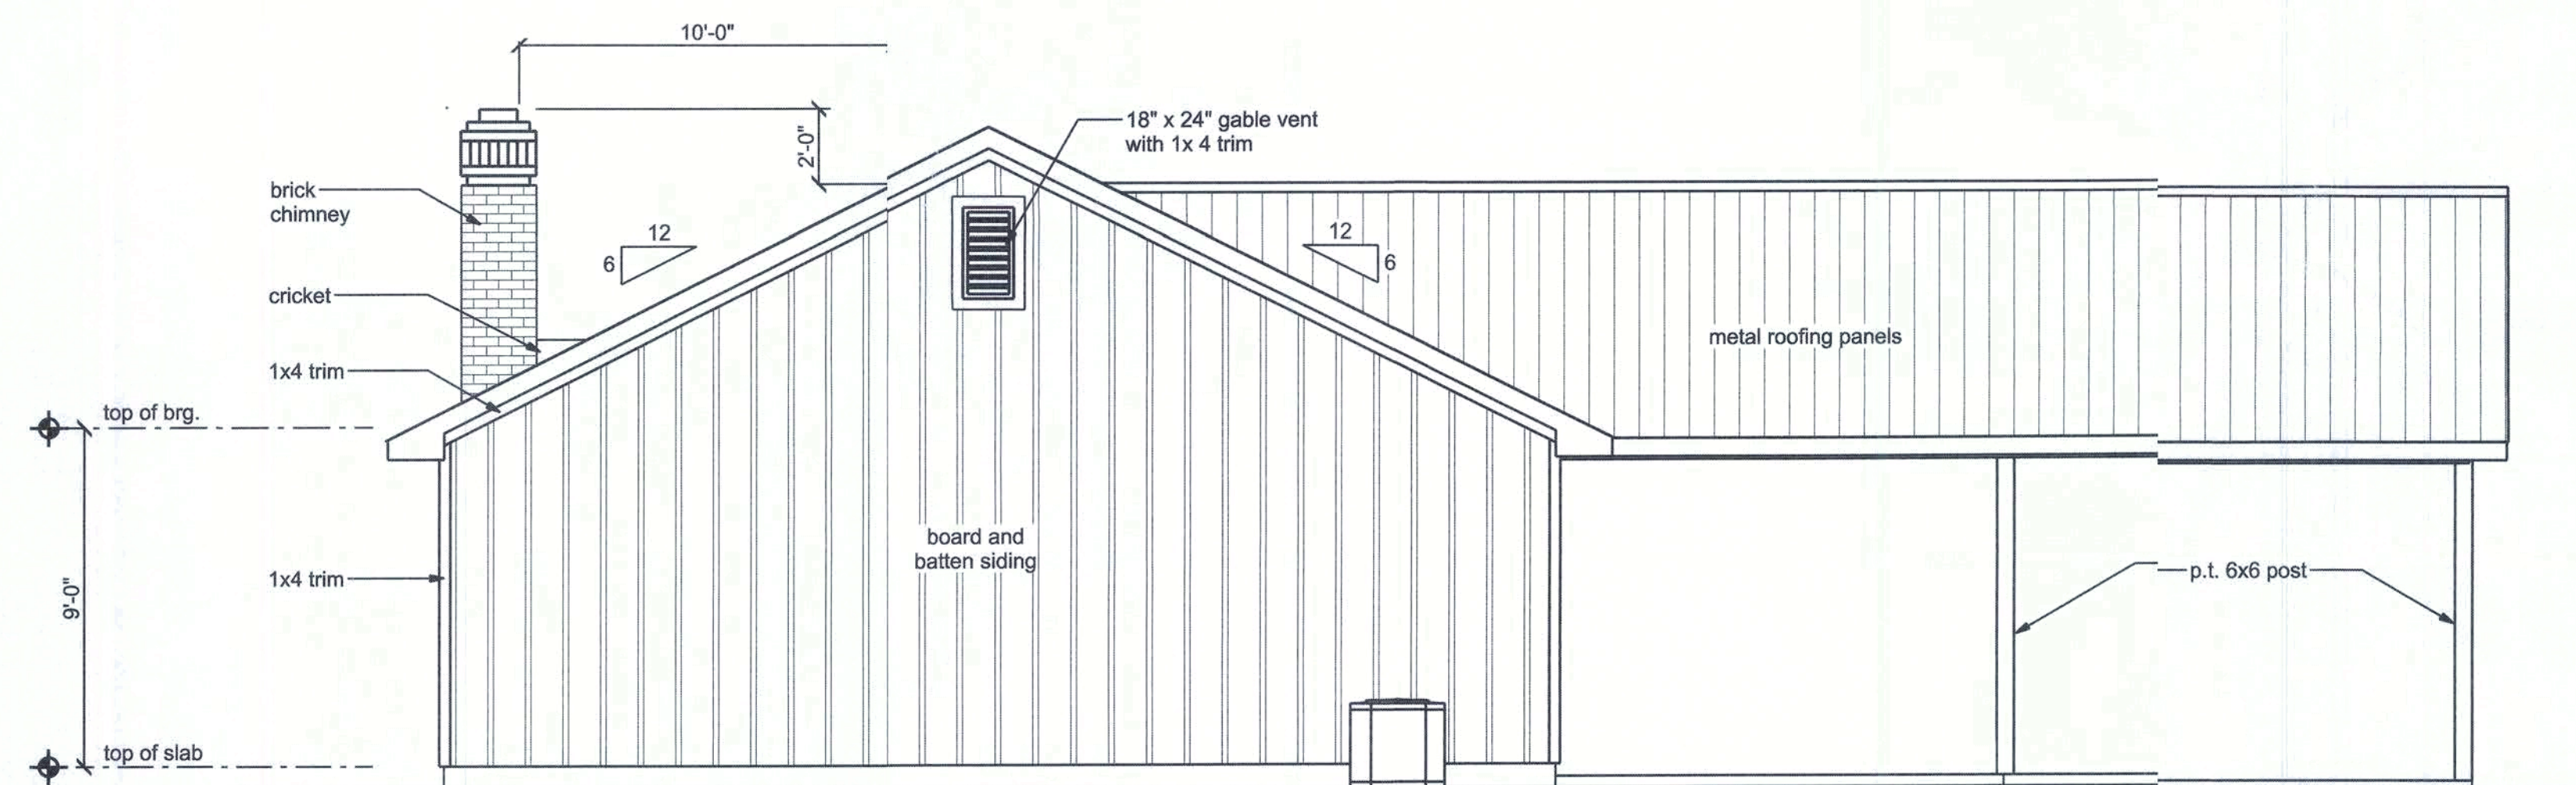 10'-0"
2'-0"
18" x 24" gable vent
with 1x 4 trim
brick
chimney
12
6
12
6
cricket
metal roofing panels
1x4 trim
top of brg.
board and
batten siding
9'-0"
1x4 trim
p.t. 6x6 post
top of slab